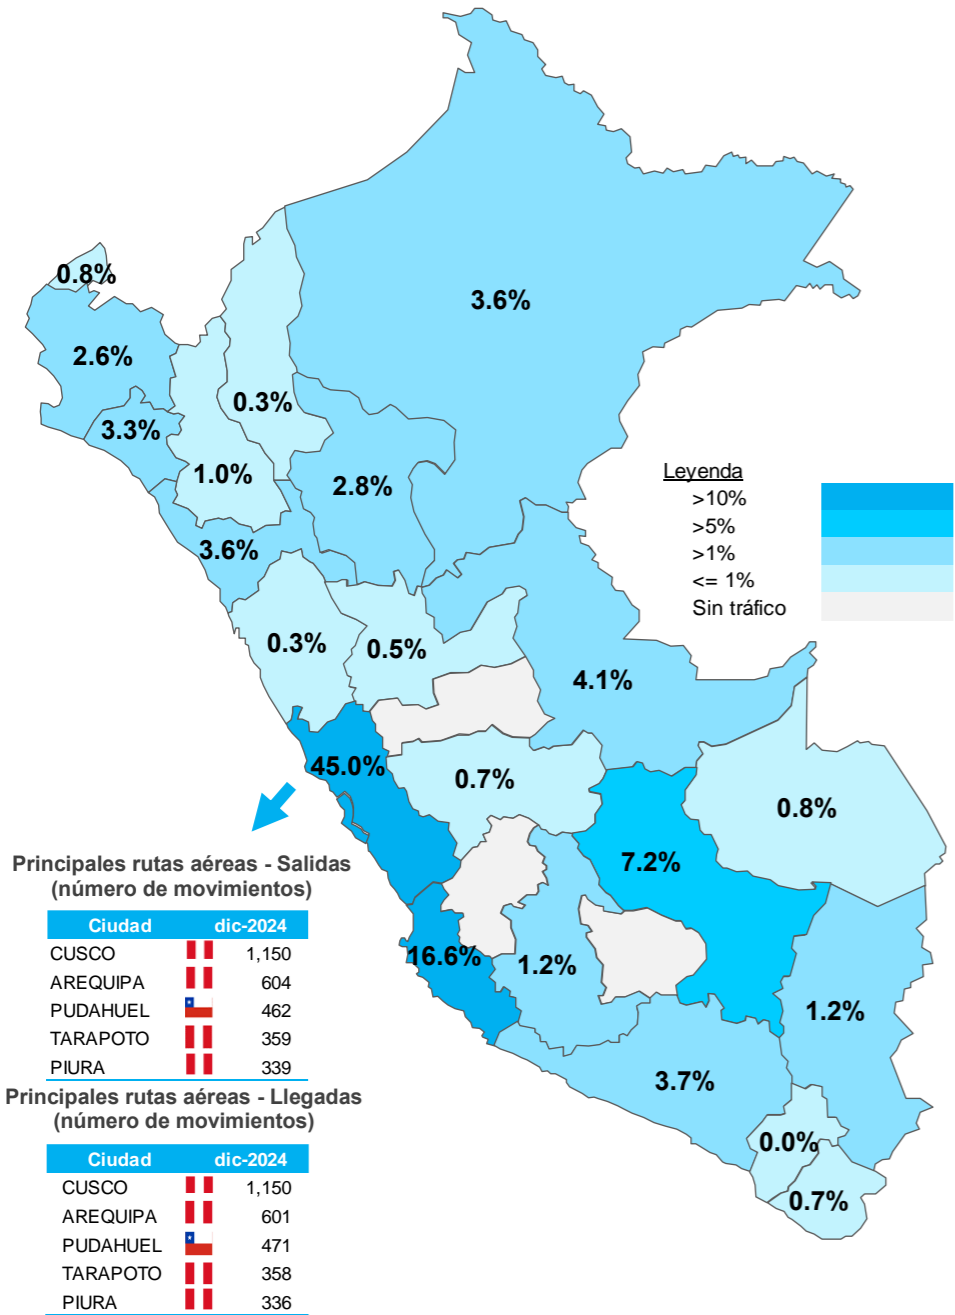 0.8%
3.6%
2.6%
0.3%
3.3%
1.0%
2.8%
Leyenda
>10%
>5%
>1%
<= 1%
Sin tráfico
3.6%
0.3%
0.5%
4.1%
45.0%
0.7%
0.8%
7.2%
16.6%
1.2%
1.2%
3.7%
0.0%
0.7%
Principales rutas aéreas - Salidas
(número de movimientos)
Ciudad dic-2024
CUSCO 1,150
AREQUIPA 604
PUDAHUEL 462
TARAPOTO 359
PIURA 339
Principales rutas aéreas - Llegadas
(número de movimientos)
Ciudad dic-2024
CUSCO 1,150
AREQUIPA 601
PUDAHUEL 471
TARAPOTO 358
PIURA 336